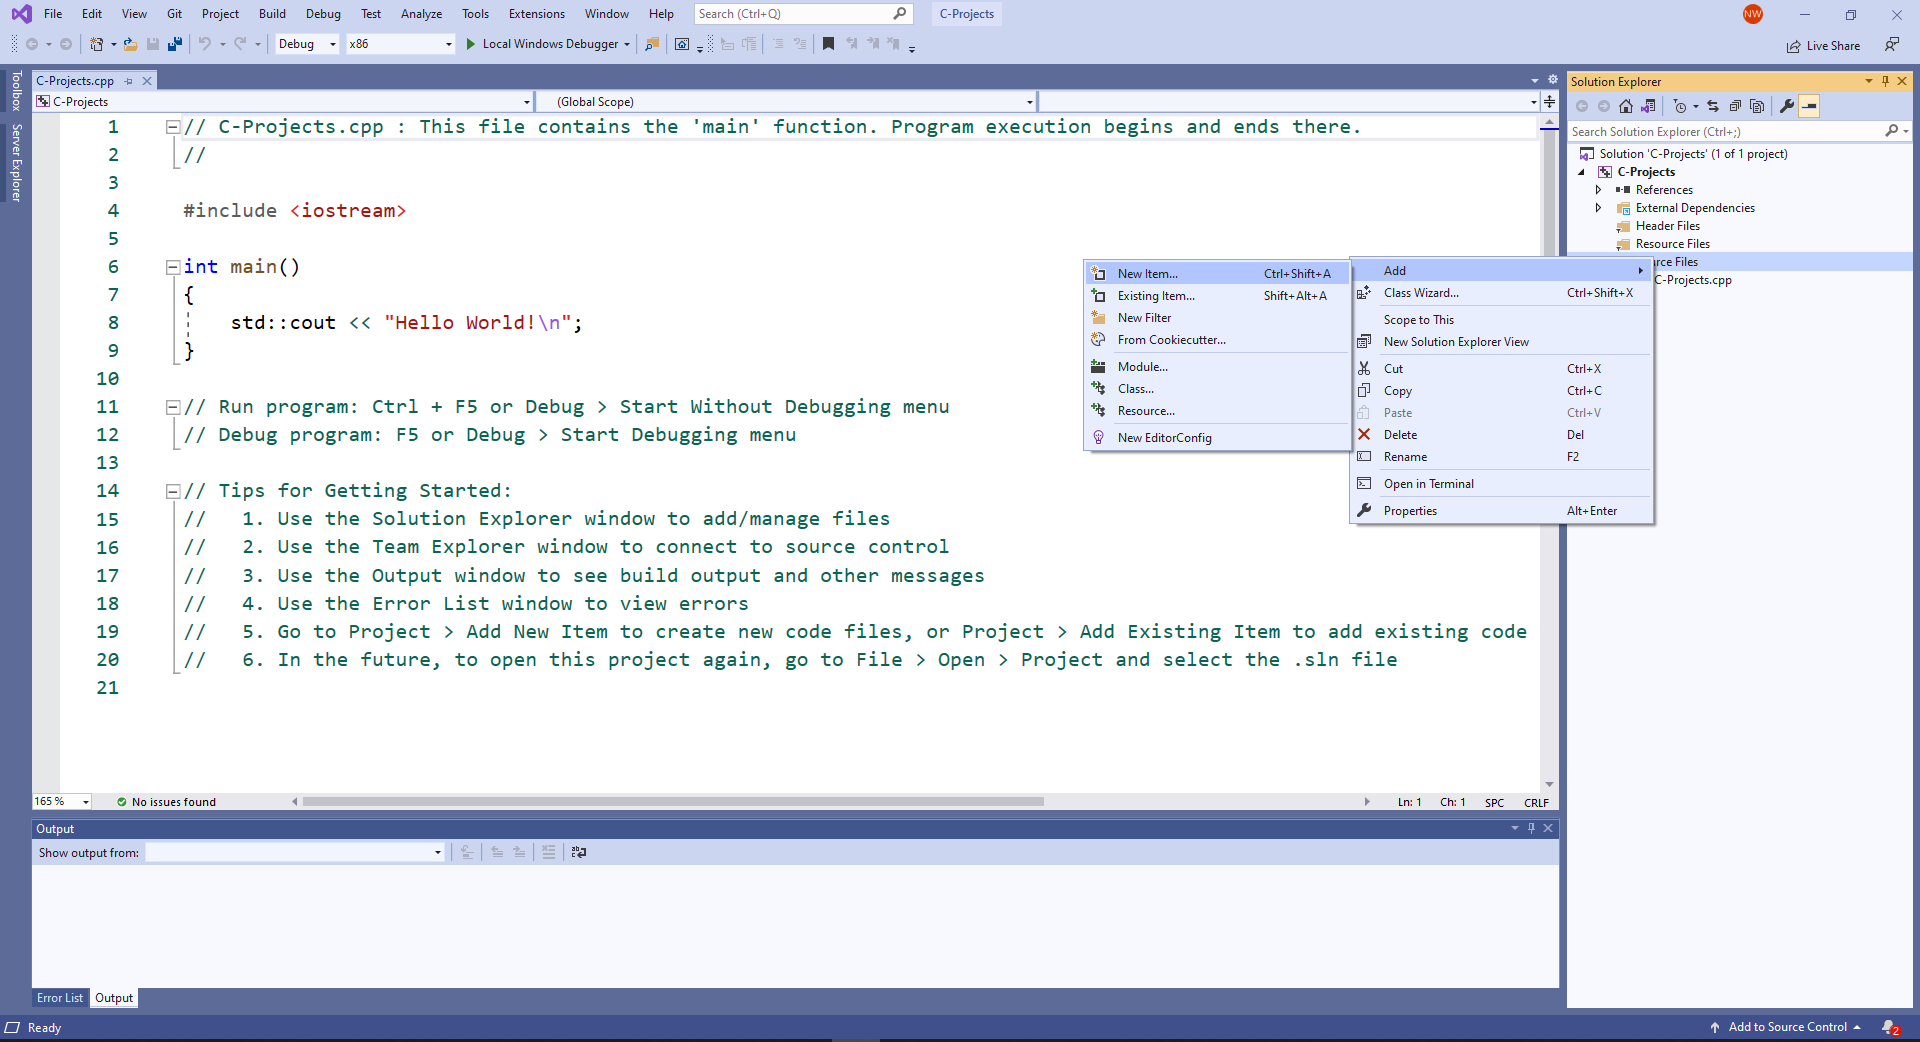 File Edit View Git Project Build Debug Test Analyze Tools Extensions Window Help Search (Ctrl+Q) C-Projects NW
Debug x86 Local Windows Debugger Live Share
Toolbox
Server Explorer
C-Projects.cpp
C-Projects (Global Scope)
1 // C-Projects.cpp : This file contains the 'main' function. Program execution begins and ends there.
2 //
3
4 #include <iostream>
5
6 int main()
7 {
8 std::cout << "Hello World!\n";
9 }
10
11 // Run program: Ctrl + F5 or Debug > Start Without Debugging menu
12 // Debug program: F5 or Debug > Start Debugging menu
13
14 // Tips for Getting Started:
15 // 1. Use the Solution Explorer window to add/manage files
16 // 2. Use the Team Explorer window to connect to source control
17 // 3. Use the Output window to see build output and other messages
18 // 4. Use the Error List window to view errors
19 // 5. Go to Project > Add New Item to create new code files, or Project > Add Existing Item to add existing code
20 // 6. In the future, to open this project again, go to File > Open > Project and select the .sln file
21
New Item... Ctrl+Shift+A
Existing Item... Shift+Alt+A
New Filter
From Cookiecutter...
Module...
Class...
Resource...
New EditorConfig
Add
Class Wizard... Ctrl+Shift+X
Scope to This
New Solution Explorer View
Cut Ctrl+X
Copy Ctrl+C
Paste Ctrl+V
Delete Del
Rename F2
Open in Terminal
Properties Alt+Enter
Solution Explorer
Search Solution Explorer (Ctrl+;)
Solution 'C-Projects' (1 of 1 project)
C-Projects
References
External Dependencies
Header Files
Resource Files
rce Files
C-Projects.cpp
165 % No issues found Ln: 1 Ch: 1 SPC CRLF
Output
Show output from:
Error List Output
Ready Add to Source Control 2